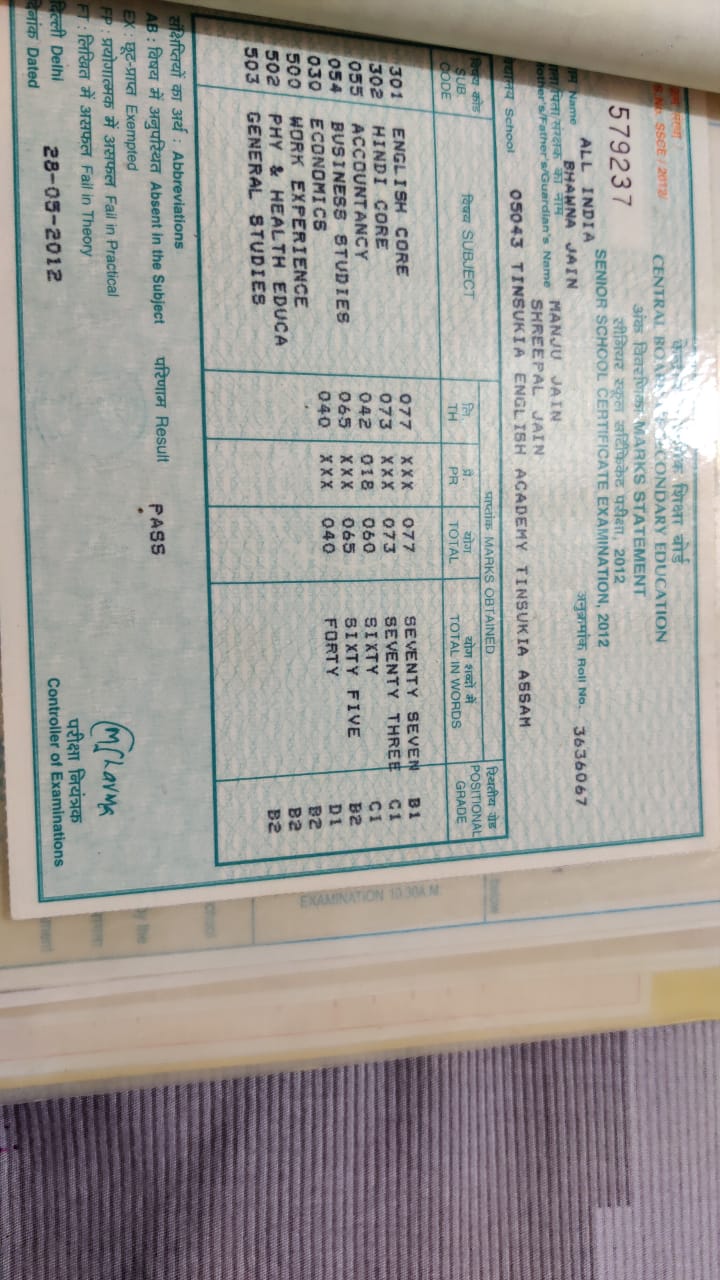 केन्द्रीय माध्यमिक शिक्षा बोर्ड
CENTRAL BOARD OF SECONDARY EDUCATION
अंक विवरणिका MARKS STATEMENT
सीनियर स्कूल सर्टिफिकेट परीक्षा, 2012
SENIOR SCHOOL CERTIFICATE EXAMINATION, 2012
S.No. SSCE / 2012/
579237
ALL INDIA
अनुक्रमांक Roll No. 3636067
नाम Name BHAWNA JAIN
Mother's/Father's/Guardian's Name MANJU JAIN
SHREEPAL JAIN
विद्यालय School 05043 TINSUKIA ENGLISH ACADEMY TINSUKIA ASSAM
विषय कोड SUB. CODE
विषय SUBJECT
प्राप्तांक MARKS OBTAINED
लि. TH
प्रै. PR
योग TOTAL
योग शब्दों में TOTAL IN WORDS
स्थितीय ग्रेड POSITIONAL GRADE
301 ENGLISH CORE 077 XXX 077 SEVENTY SEVEN B1
302 HINDI CORE 073 XXX 073 SEVENTY THREE C1
055 ACCOUNTANCY 042 018 060 SIXTY C1
054 BUSINESS STUDIES 065 XXX 065 SIXTY FIVE B2
030 ECONOMICS 040 XXX 040 FORTY D1
500 WORK EXPERIENCE B2
502 PHY & HEALTH EDUCA B2
503 GENERAL STUDIES B2
संक्षिप्तियों का अर्थ : Abbreviations
AB : विषय में अनुपस्थित Absent in the Subject
परिणाम Result PASS
EX : छूट-प्राप्त Exempted
FP : प्रयोगात्मक में असफल Fail in Practical
FT : लिखित में असफल Fail in Theory
दिल्ली Delhi
दिनांक Dated 28-05-2012
परीक्षा नियंत्रक
Controller of Examinations
EXAMINATION 10.30A.M.